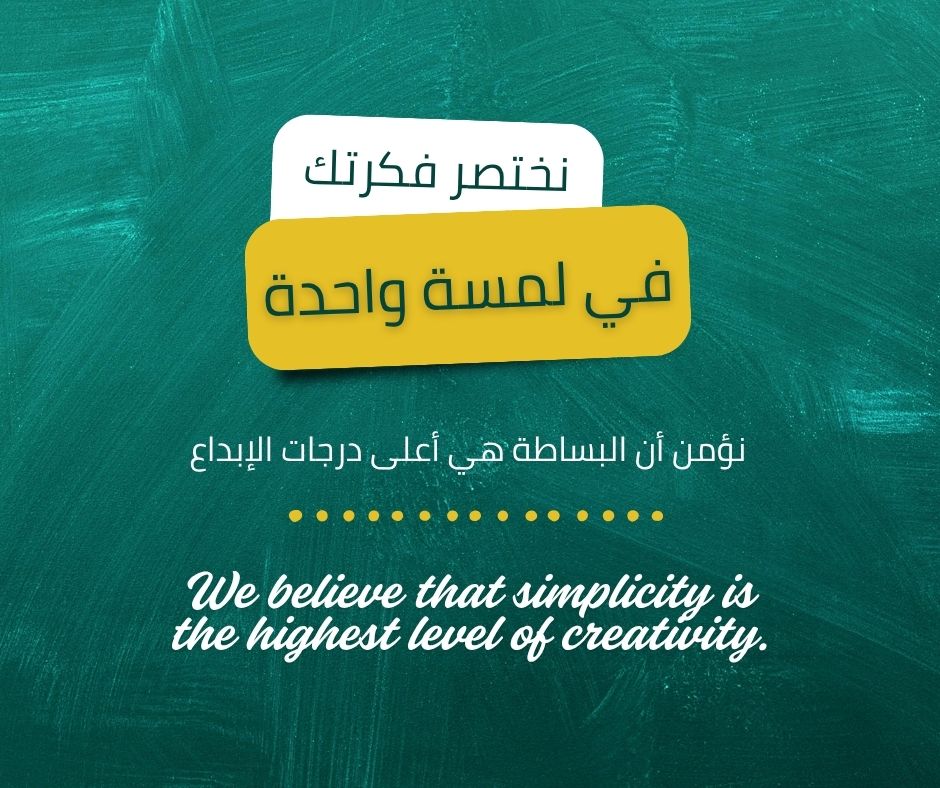 نختصر فكرتك
في لمسة واحدة
نؤمن أن البساطة هي أعلى درجات الإبداع
We believe that simplicity is
the highest level of creativity.